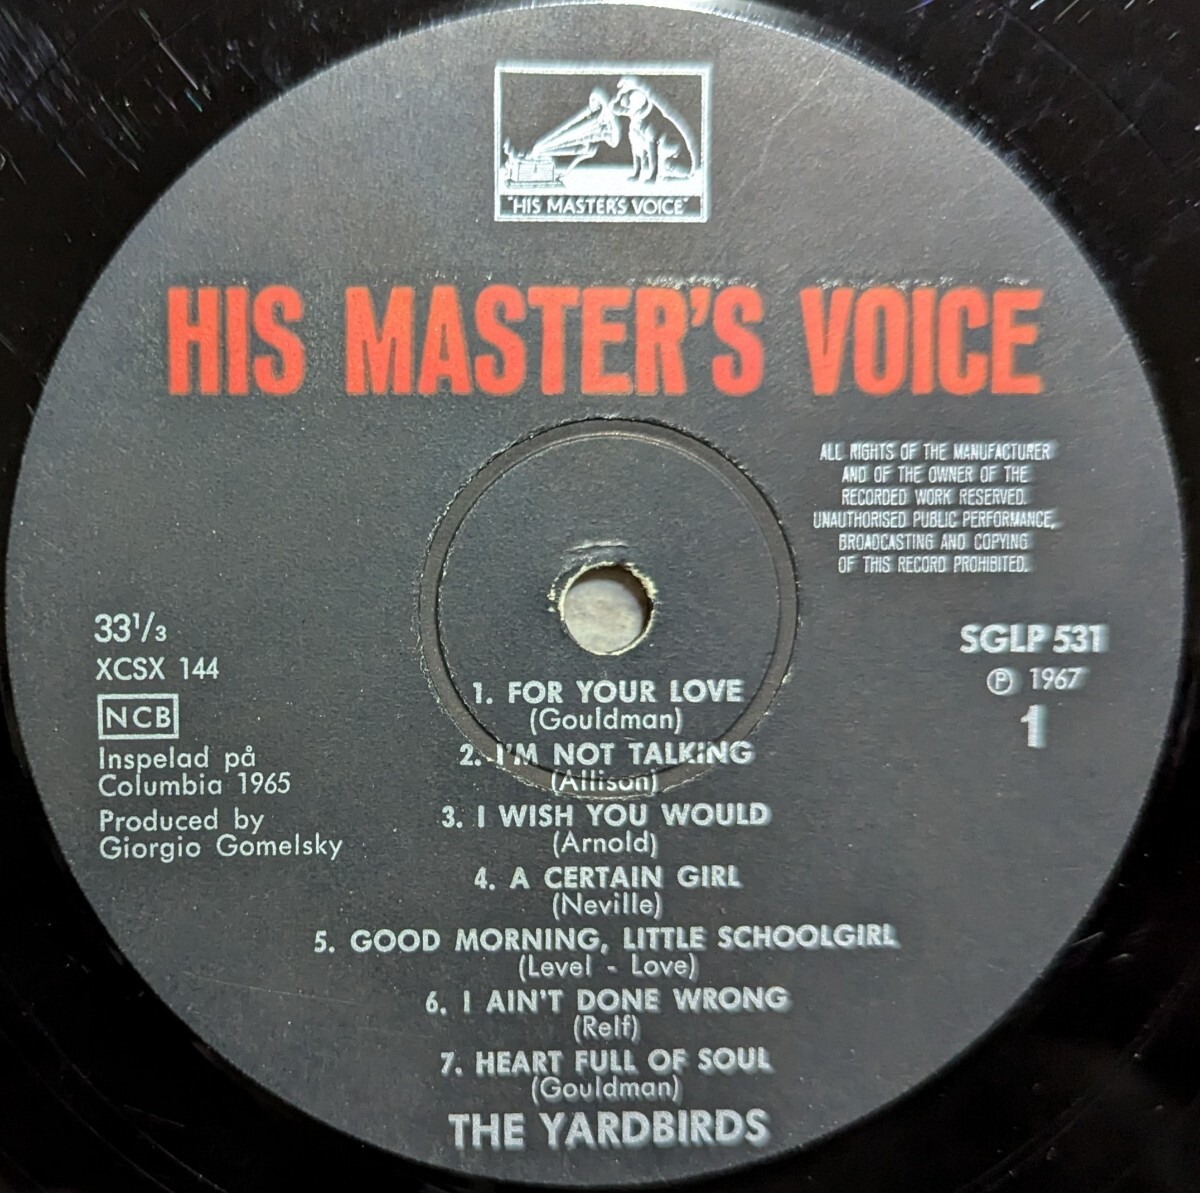 "HIS MASTER'S VOICE"
HIS MASTER'S VOICE
ALL RIGHTS OF THE MANUFACTURER
AND OF THE OWNER OF THE
RECORDED WORK RESERVED.
UNAUTHORISED PUBLIC PERFORMANCE,
BROADCASTING AND COPYING
OF THIS RECORD PROHIBITED.
33 1/3
XCSX 144
NCB
Inspelad på
Columbia 1965
Produced by
Giorgio Gomelsky
SGLP 531
Ⓟ 1967
1
1. FOR YOUR LOVE
(Gouldman)
2. I'M NOT TALKING
(Allison)
3. I WISH YOU WOULD
(Arnold)
4. A CERTAIN GIRL
(Neville)
5. GOOD MORNING, LITTLE SCHOOLGIRL
(Level - Love)
6. I AIN'T DONE WRONG
(Relf)
7. HEART FULL OF SOUL
(Gouldman)
THE YARDBIRDS